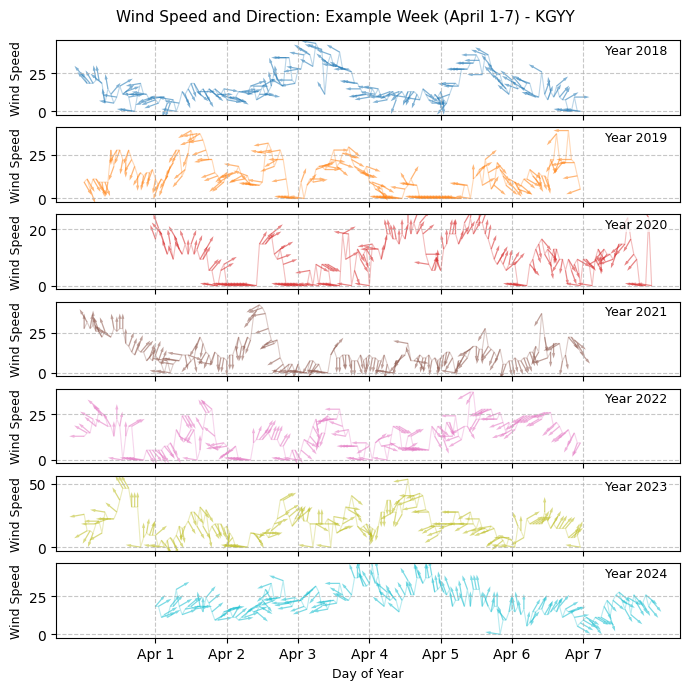 Wind Speed and Direction: Example Week (April 1-7) - KGYY
Year 2018
Wind Speed
25
0
Year 2019
Wind Speed
25
0
Year 2020
Wind Speed
20
0
Year 2021
Wind Speed
25
0
Year 2022
Wind Speed
25
0
Year 2023
Wind Speed
50
0
Year 2024
Wind Speed
25
0
Apr 1 Apr 2 Apr 3 Apr 4 Apr 5 Apr 6 Apr 7
Day of Year